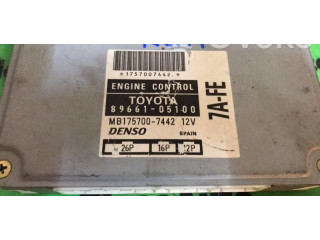 *1757007442*
ENGINE CONTROL
TOYOTA
89661-05100
MB175700-7442 12V
DENSO SPAIN
26P 16P 12P
7A-FE